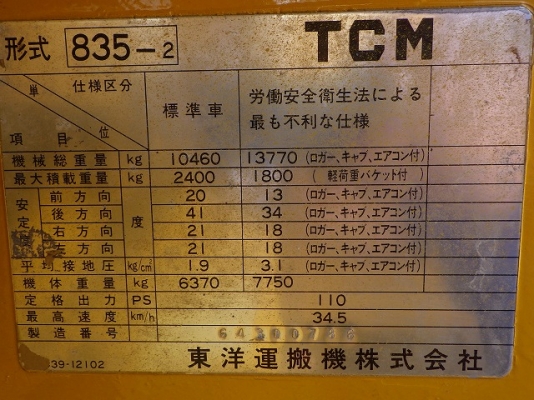 形式 835-2 TCM
単位 仕様区分 標準車 労働安全衛生法による
項目 最も不利な仕様
機械総重量 kg 10460 13770 (ロガー、キャブ、エアコン付)
最大積載重量 kg 2400 1800 (軽荷重バケット付)
安定度 前方向 度 20 13 (ロガー、キャブ、エアコン付)
後方向 41 34 (ロガー、キャブ、エアコン付)
右方向 21 18 (ロガー、キャブ、エアコン付)
左方向 21 18 (ロガー、キャブ、エアコン付)
平均接地圧 kg/cm² 1.9 3.1 (ロガー、キャブ、エアコン付)
機体重量 kg 6370 7750
定格出力 PS 110
最高速度 km/h 34.5
製造番号
39-12102 東洋運搬機株式会社